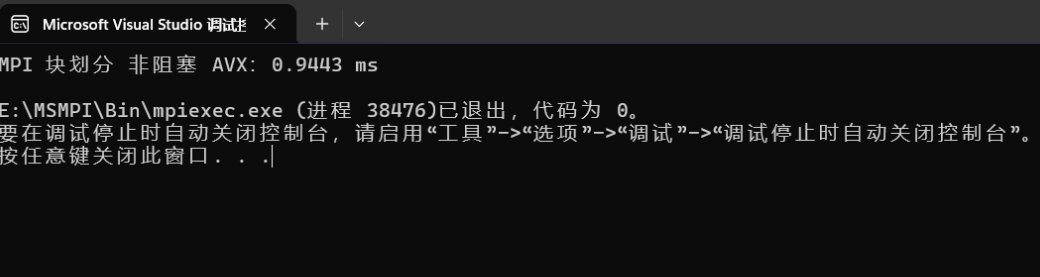 Microsoft Visual Studio 调试控
MPI 块划分 非阻塞 AVX: 0.9443 ms
E:\MSMPI\Bin\mpiexec.exe (进程 38476)已退出，代码为 0。
要在调试停止时自动关闭控制台，请启用“工具”->“选项”->“调试”->“调试停止时自动关闭控制台”。
按任意键关闭此窗口. . .